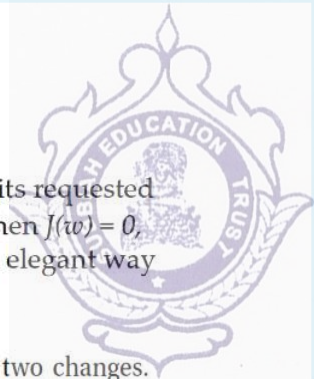 EDUCATION TRUST
its requested
hen J(w) = 0,
elegant way
two changes.